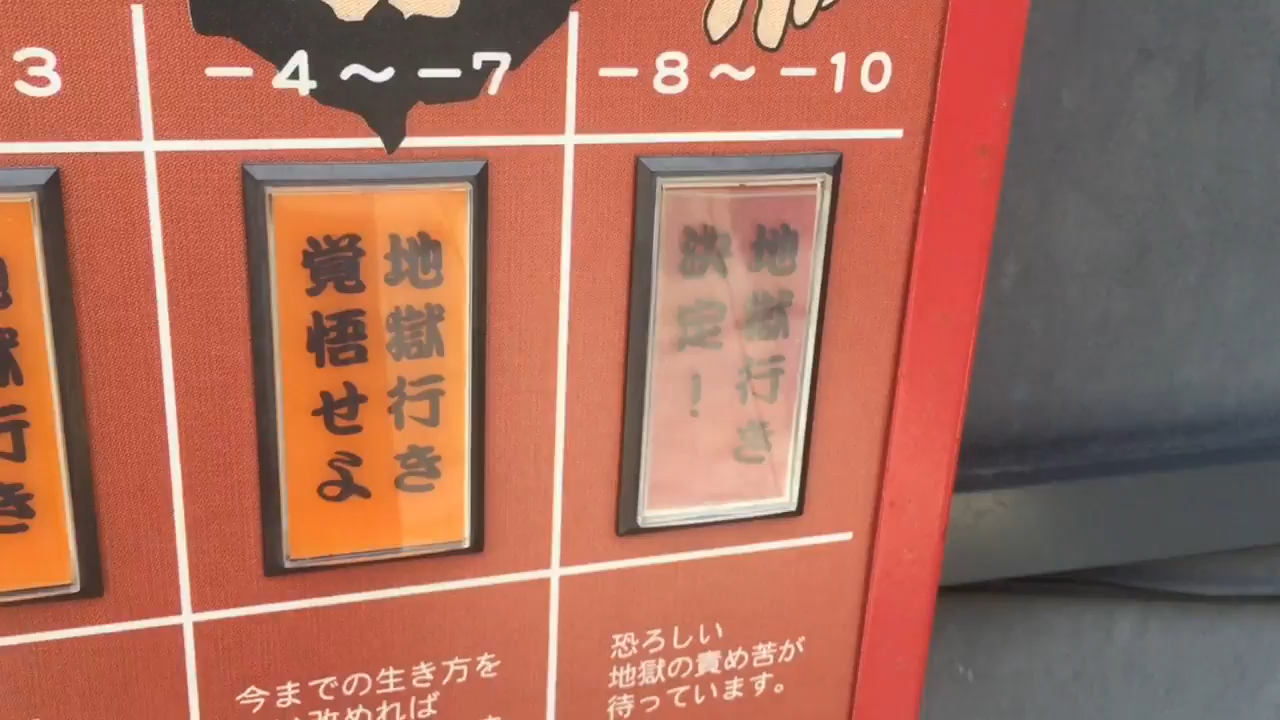 3
－4～－7
－8～－10
地獄行き
覚悟せよ
地獄行き
決定！
行き
今までの生き方を
改めれば
恐ろしい
地獄の責め苦が
待っています。